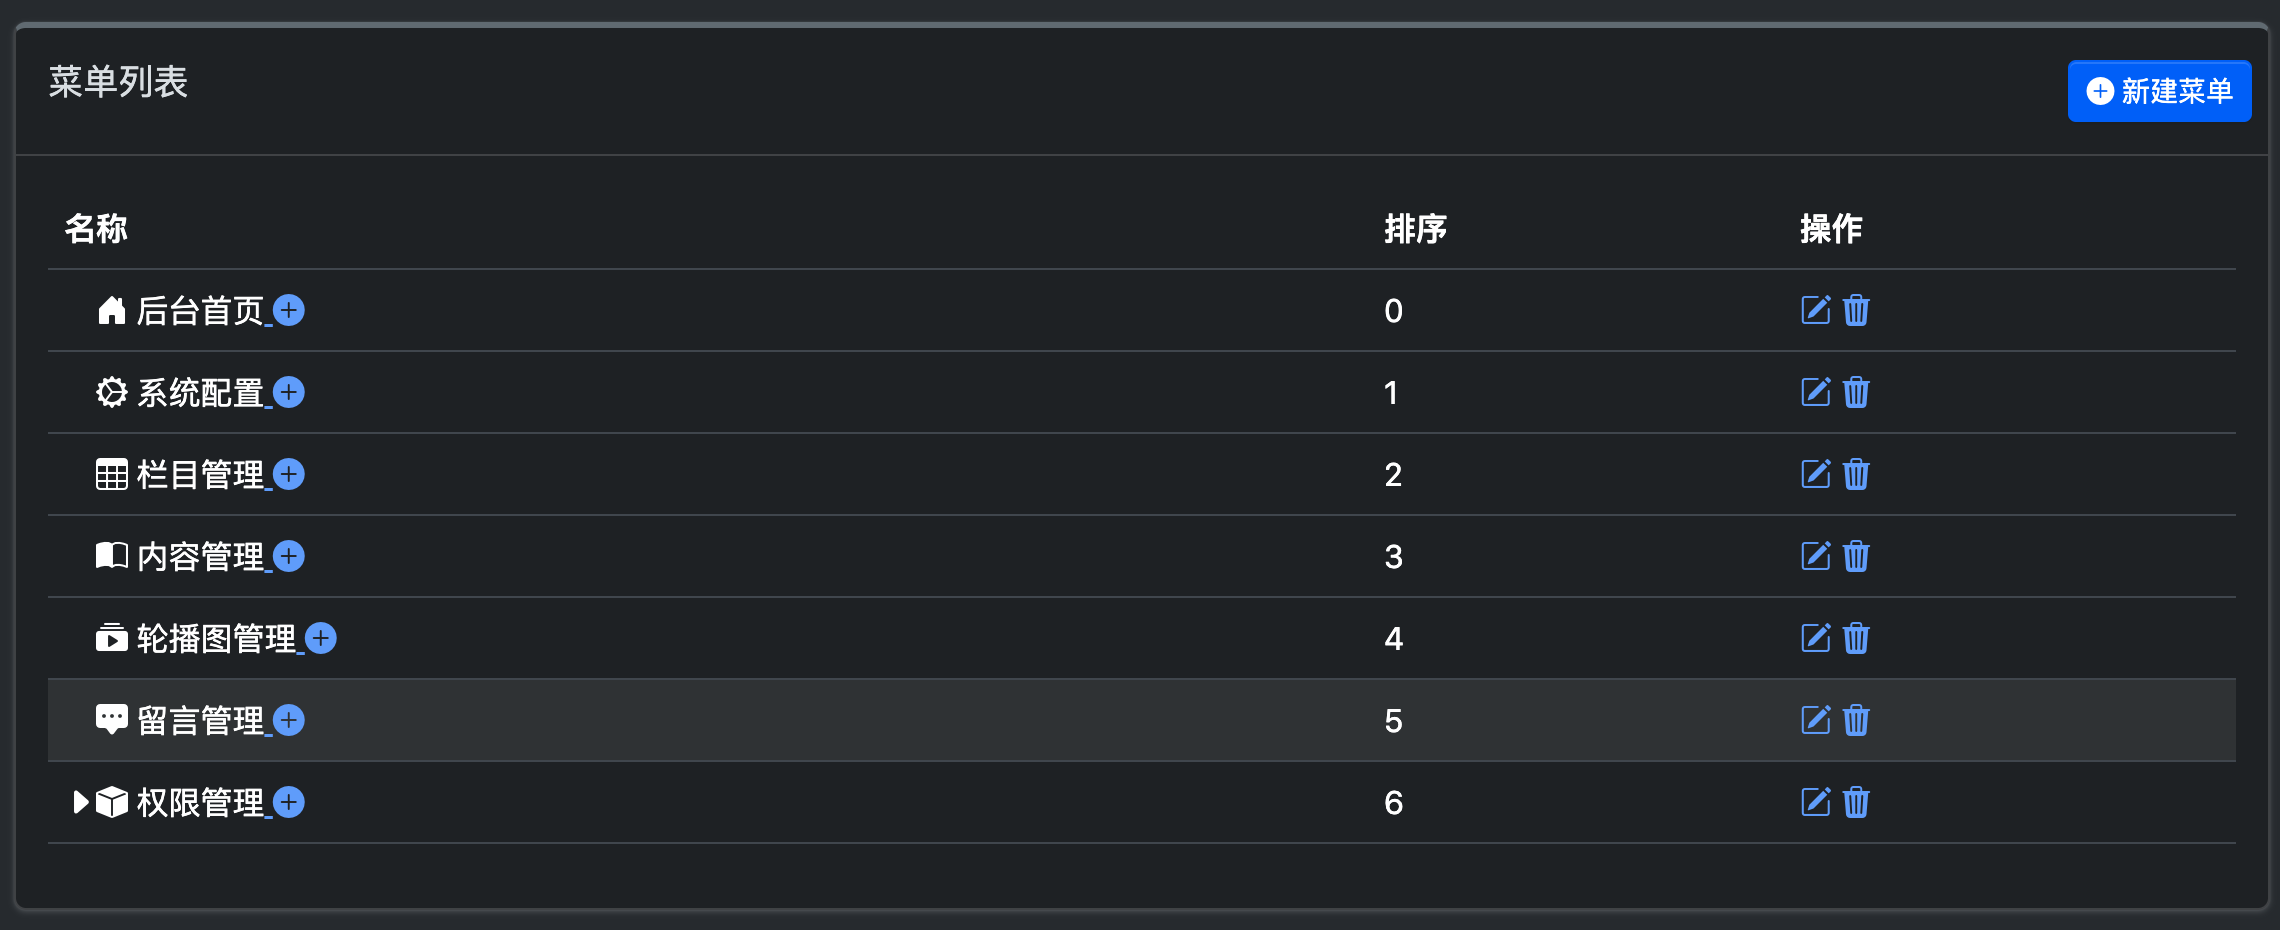 菜单列表
新建菜单
名称 排序 操作
后台首页 0
系统配置 1
栏目管理 2
内容管理 3
轮播图管理 4
留言管理 5
权限管理 6